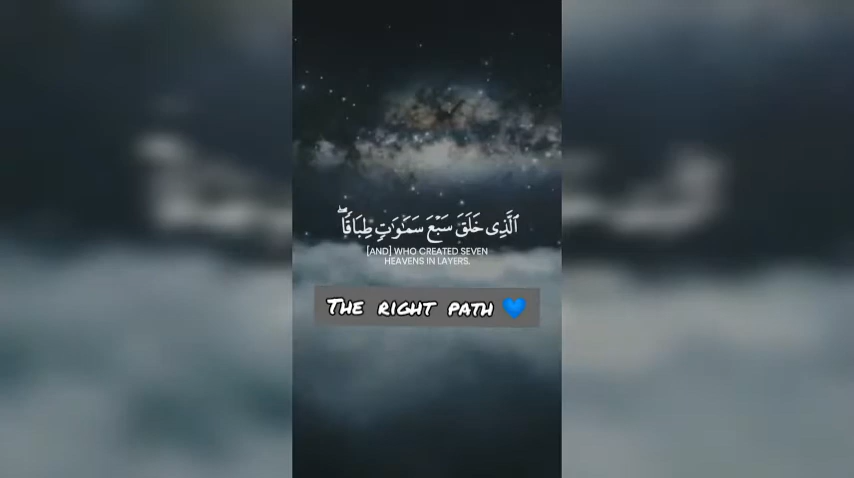 ٱلَّذِى خَلَقَ سَبْعَ سَمَٰوَٰتٍ طِبَاقًا ۖ
[AND] WHO CREATED SEVEN
HEAVENS IN LAYERS.
THE RIGHT PATH 💙